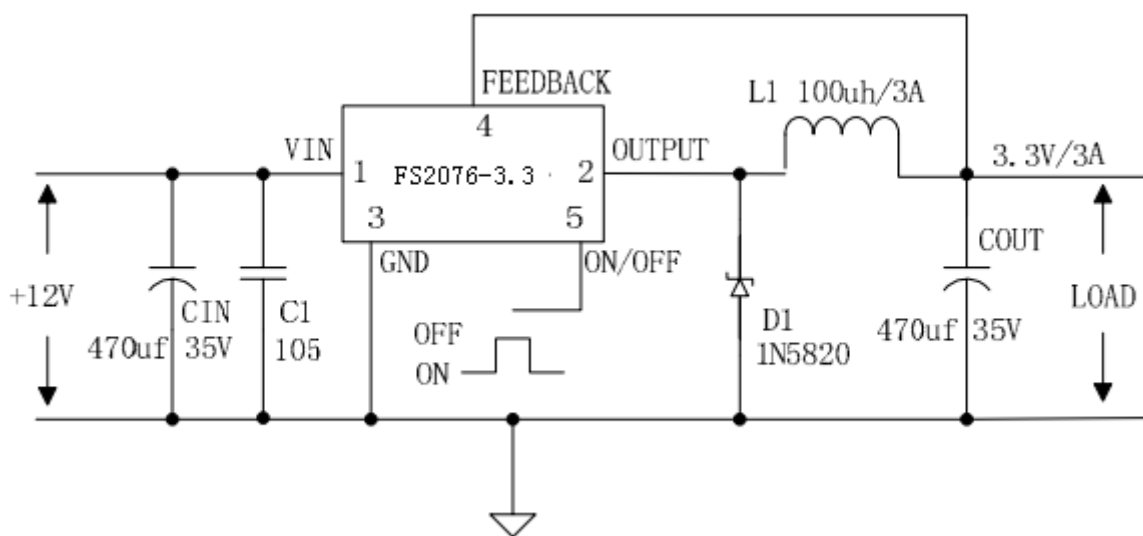 FEEDBACK
L1 100uh/3A
4
VIN
OUTPUT
3.3V/3A
1
FS2076-3.3
2
3
5
GND
ON/OFF
COUT
+12V
CIN
C1
OFF
D1
LOAD
470uf 35V
105
ON
1N5820
470uf 35V